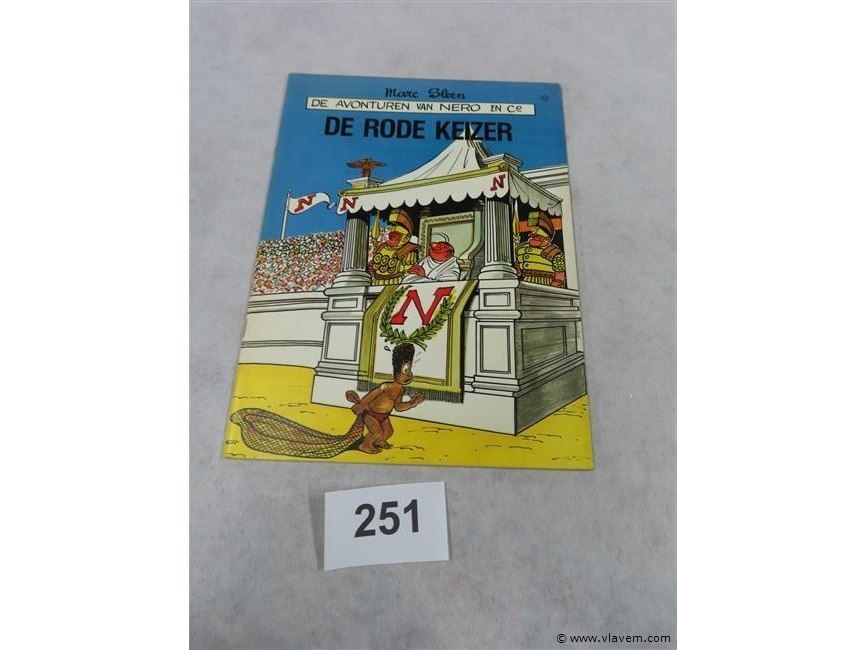 Marc Sleen
DE AVONTUREN VAN NERO EN Co
DE RODE KEIZER
N
N
N
N
251
© www.vlavem.com